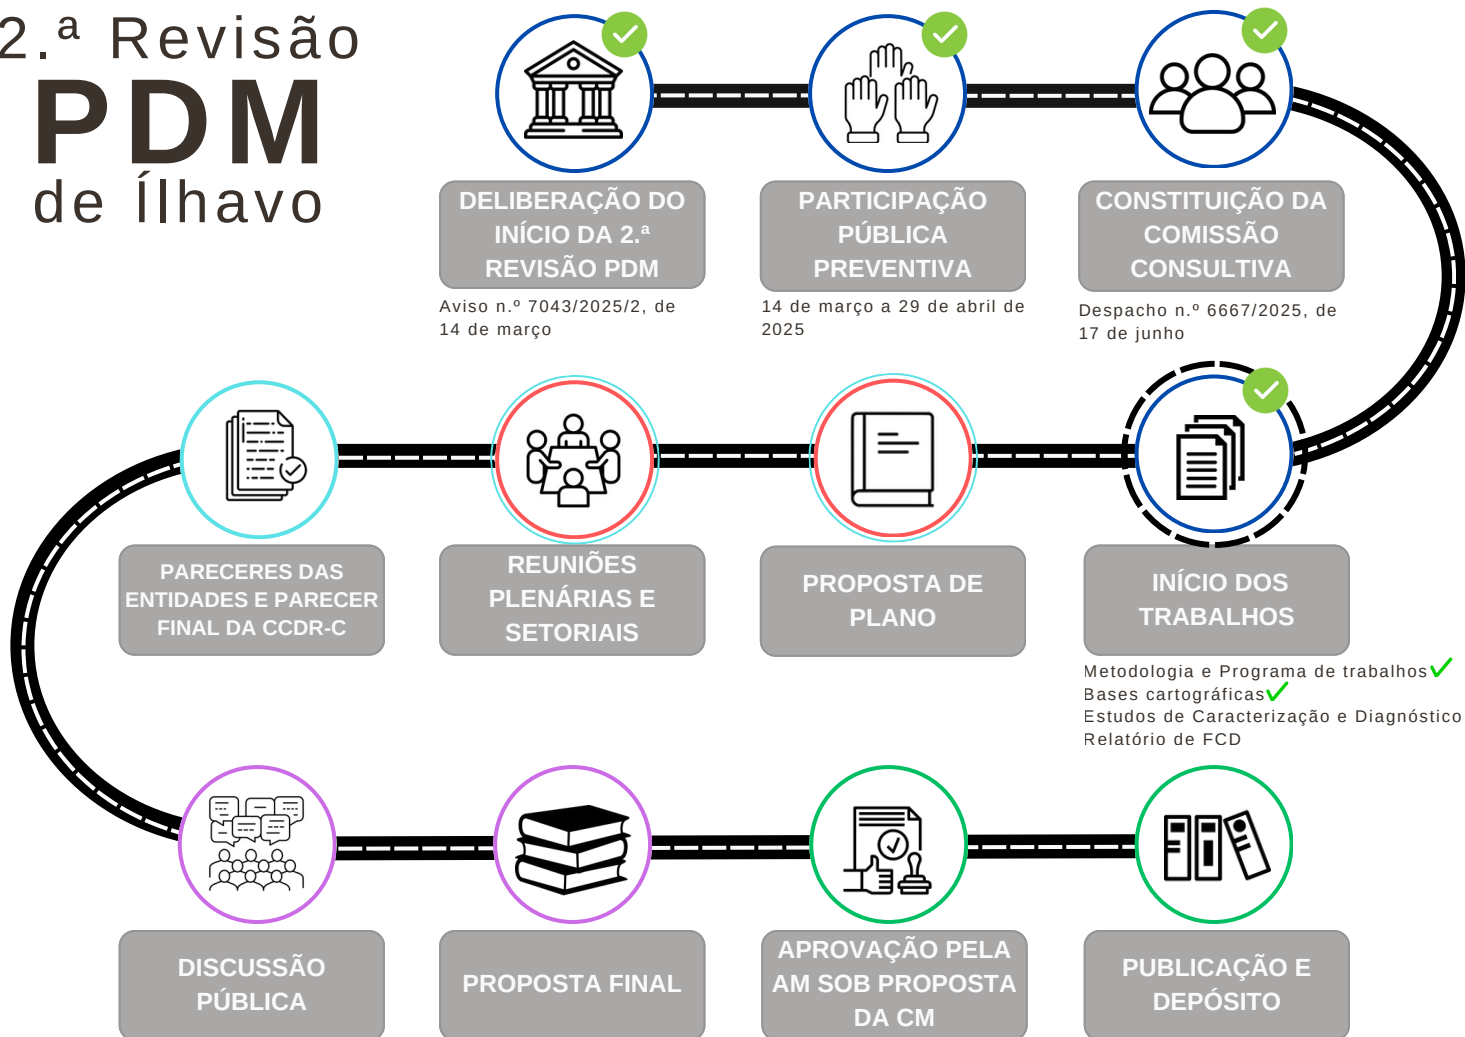 2.ª Revisão
PDM
de Ílhavo
DELIBERAÇÃO DO
INÍCIO DA 2.ª
REVISÃO PDM
Aviso n.º 7043/2025/2, de
14 de março
PARTICIPAÇÃO
PÚBLICA
PREVENTIVA
14 de março a 29 de abril de
2025
CONSTITUIÇÃO DA
COMISSÃO
CONSULTIVA
Despacho n.º 6667/2025, de
17 de junho
INÍCIO DOS
TRABALHOS
Metodologia e Programa de trabalhos
Bases cartográficas
Estudos de Caracterização e Diagnóstico
Relatório de FCD
PROPOSTA DE
PLANO
REUNIÕES
PLENÁRIAS E
SETORIAIS
PARECERES DAS
ENTIDADES E PARECER
FINAL DA CCDR-C
DISCUSSÃO
PÚBLICA
PROPOSTA FINAL
APROVAÇÃO PELA
AM SOB PROPOSTA
DA CM
PUBLICAÇÃO E
DEPÓSITO